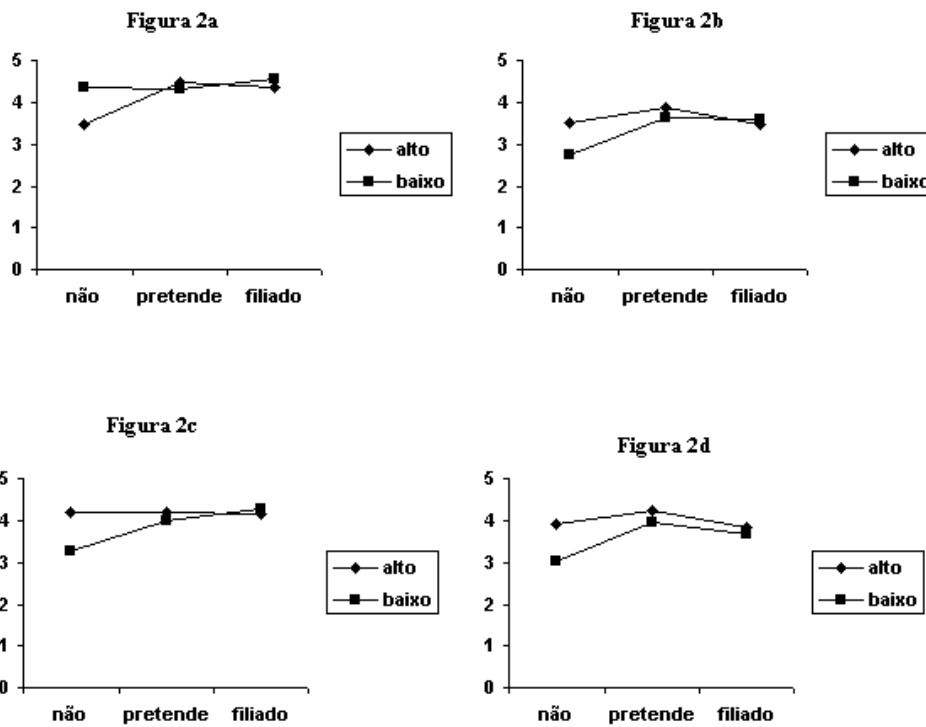 Figura 2a
5
4
3
2
1
0
não pretende filiado
alto
baixo
Figura 2b
5
4
3
2
1
0
não pretende filiado
alto
baixo
Figura 2c
5
4
3
2
1
0
não pretende filiado
alto
baixo
Figura 2d
5
4
3
2
1
0
não pretende filiado
alto
baixo